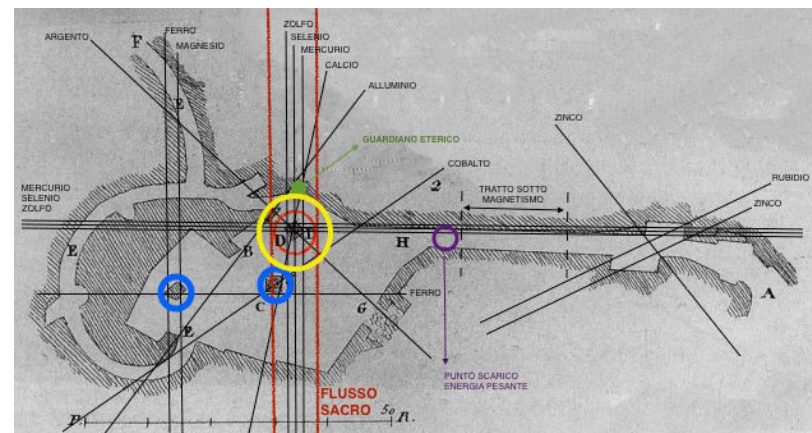 ZOLFO
FERRO
SELENIO
ARGENTO
F
MAGNESIO
MERCURIO
CALCIO
ALLUMINIO
E
ZINCO
GUARDIANO ETERICO
COBALTO
RUBIDIO
2
TRATTO SOTTO
MAGNETISMO
MERCURIO
SELENIO
ZOLFO
ZINCO
D
I
B
H
E
A
FERRO
C
G
E
PUNTO SCARICO
ENERGIA PESANTE
FLUSSO
SACRO
P.
50